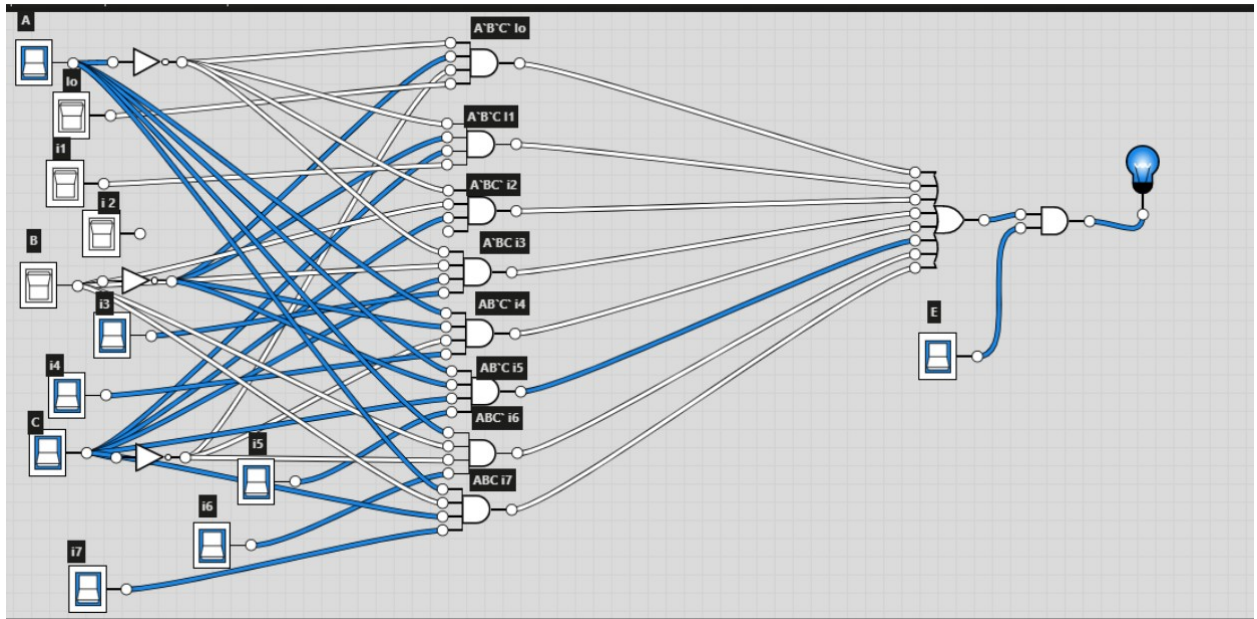 A
A`B`C` Io
Io
A`B`C I1
i1
A`BC` i2
i 2
B
A`BC i3
i3
AB`C` i4
E
i4
AB`C i5
C
ABC` i6
i5
ABC i7
i6
i7